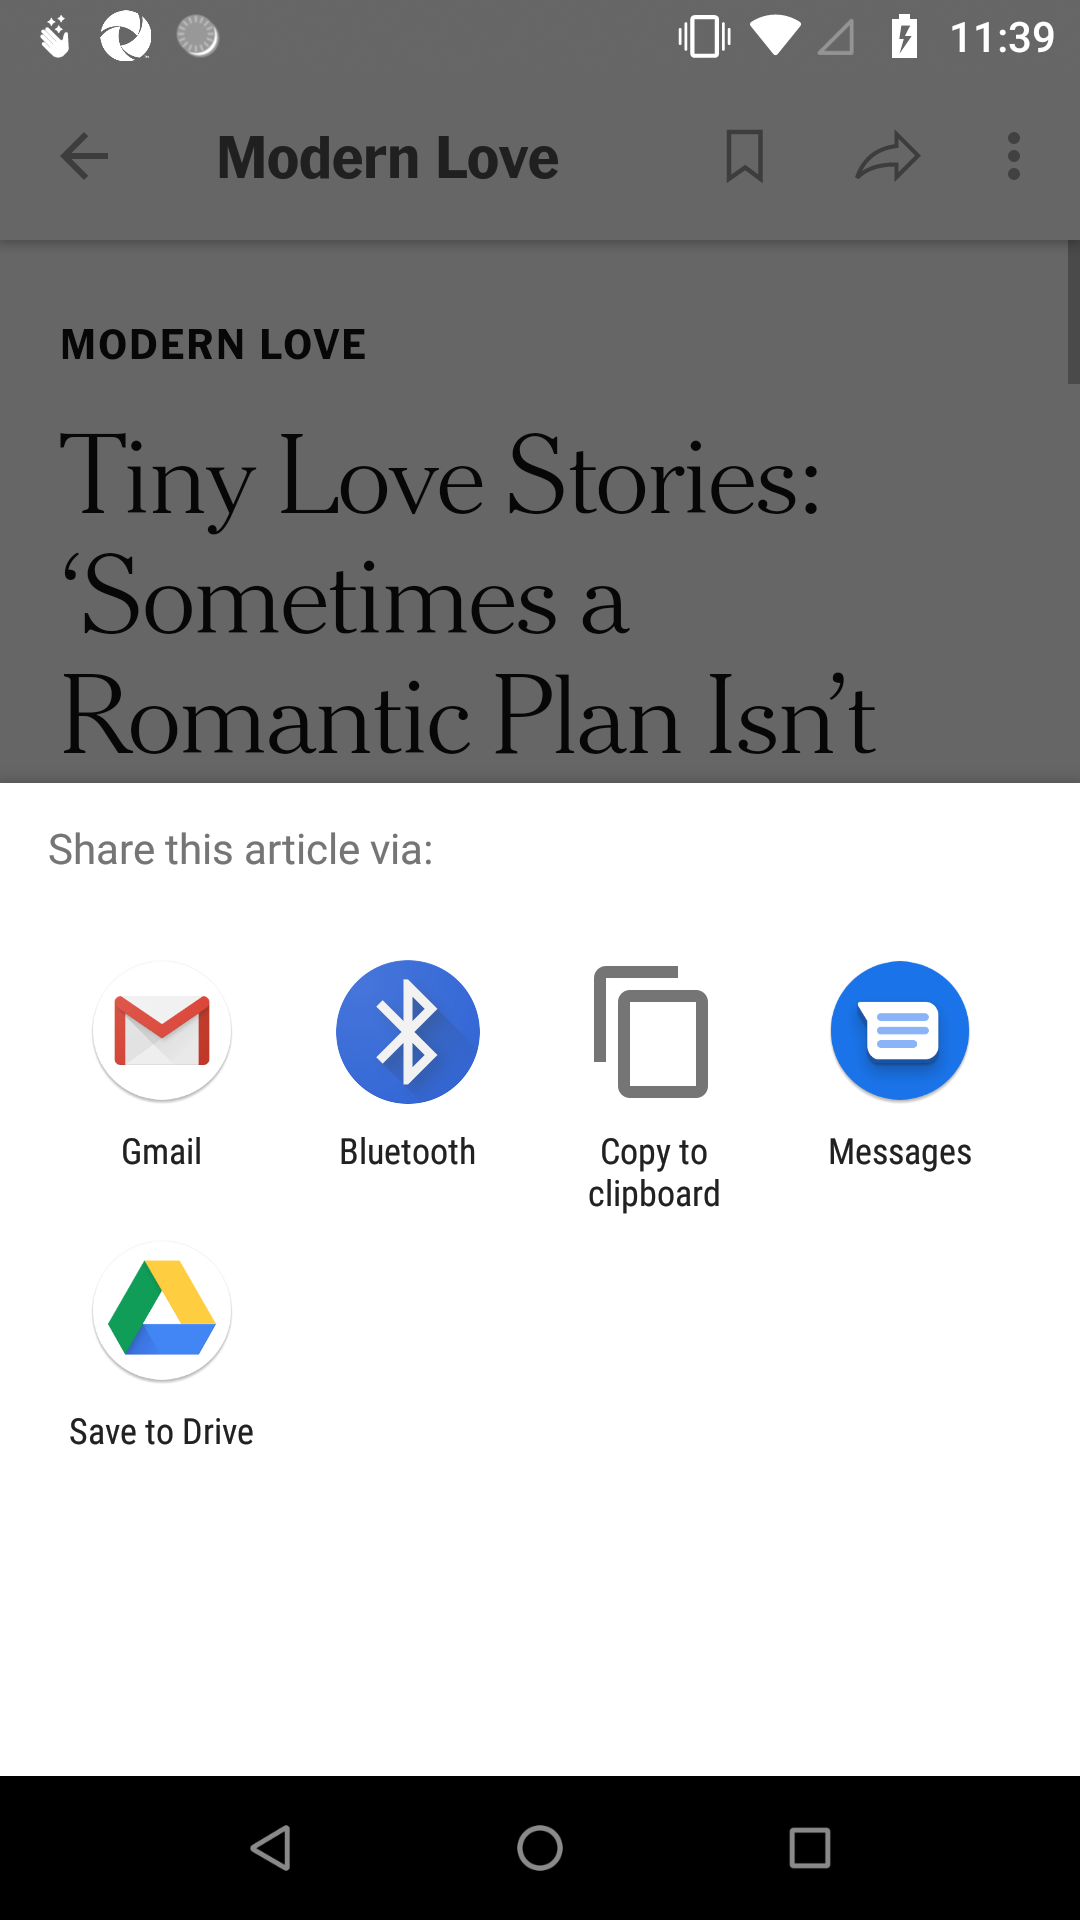 11:39
Modern Love
MODERN LOVE
Tiny Love Stories:
‘Sometimes a
Romantic Plan Isn’t
Share this article via:
Gmail
Bluetooth
Copy to
clipboard
Messages
Save to Drive